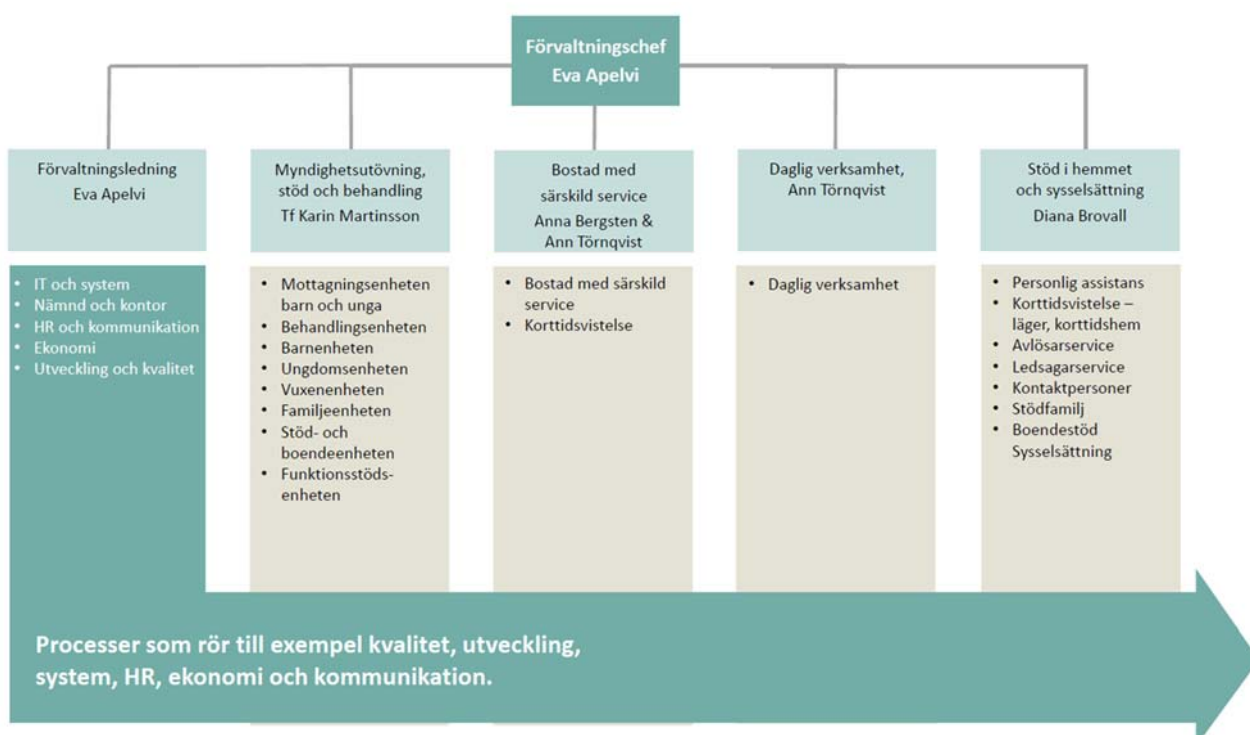 Förvaltningschef
Eva Apelvi
Förvaltningsledning
Eva Apelvi
Myndighetsutövning,
stöd och behandling
Tf Karin Martinsson
Bostad med
särskild service
Anna Bergsten &
Ann Törnqvist
Daglig verksamhet,
Ann Törnqvist
Stöd i hemmet
och sysselsättning
Diana Brovall
• IT och system
• Nämnd och kontor
• HR och kommunikation
• Ekonomi
• Utveckling och kvalitet
• Mottagningsenheten
barn och unga
• Behandlingsenheten
• Barnenheten
• Ungdomsenheten
• Vuxenenheten
• Familjeenheten
• Stöd- och
boendeenheten
• Funktionsstöds-
enheten
• Bostad med särskild
service
• Korttidsvistelse
• Daglig verksamhet
• Personlig assistans
• Korttidsvistelse –
läger, korttidshem
• Avlösarservice
• Ledsagarservice
• Kontaktpersoner
• Stödfamilj
• Boendestöd
Sysselsättning
Processer som rör till exempel kvalitet, utveckling,
system, HR, ekonomi och kommunikation.